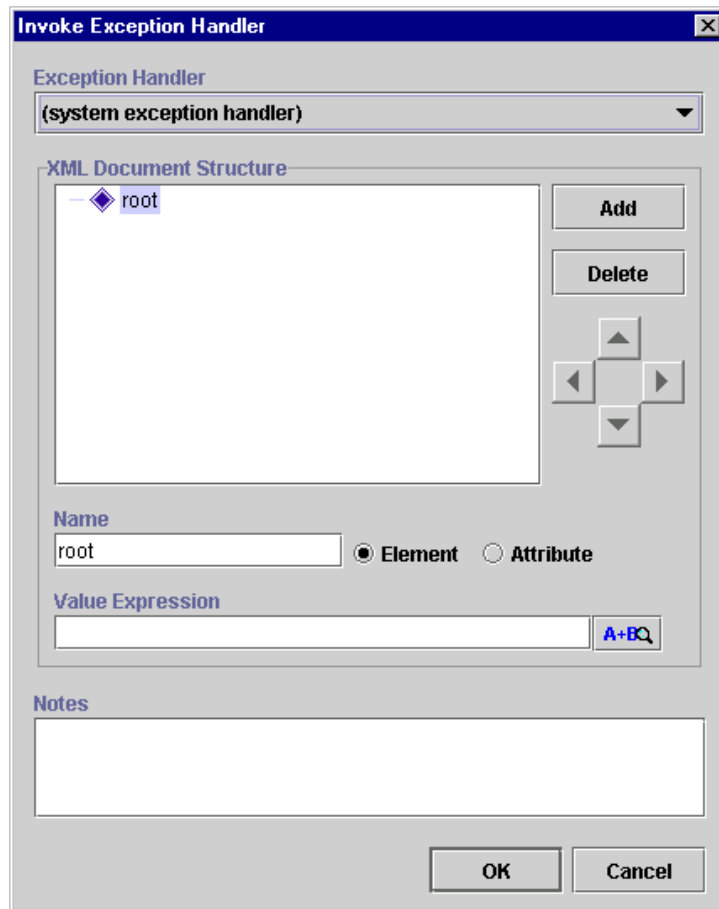 Invoke Exception Handler
Exception Handler
(system exception handler)
XML Document Structure
root
Add
Delete
Name
root
Element
Attribute
Value Expression
A+B
Notes
OK
Cancel